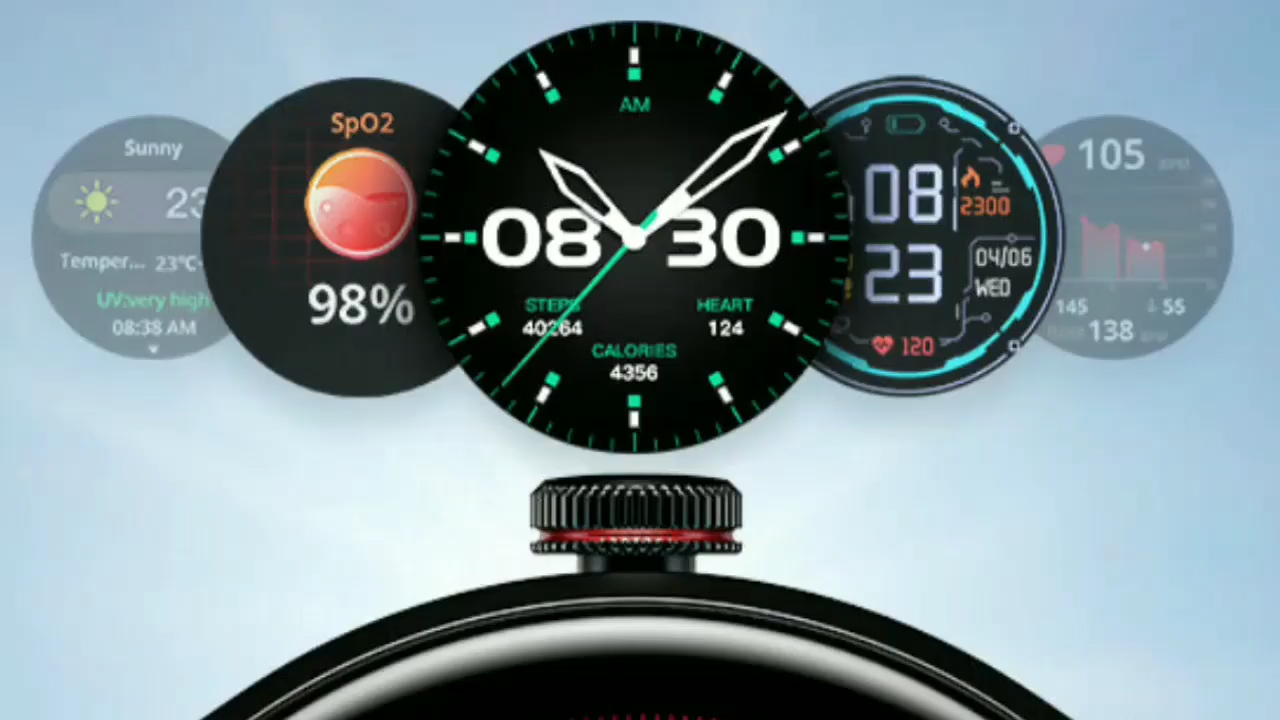 Sunny
23
Temper... 23°C
UV:very high
08:38 AM
SpO2
98%
AM
08 30
STEPS
40264
HEART
124
CALORIES
4356
08
23
2300
04/06
WED
120
105
145
55
138